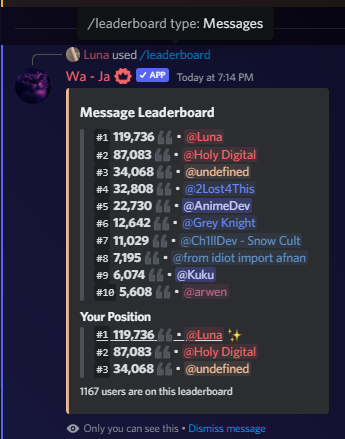 /leaderboard type: Messages
Luna used /leaderboard
Wa - Ja ✓ APP Today at 7:14 PM
Message Leaderboard
#1 119,736 • @Luna
#2 87,083 • @Holy Digital
#3 34,068 • @undefined
#4 32,808 • @2Lost4This
#5 22,730 • @AnimeDev
#6 12,642 • @Grey Knight
#7 11,029 • @Ch1llDev - Snow Cult
#8 7,195 • @from idiot import afnan
#9 6,074 • @Kuku
#10 5,608 • @arwen
Your Position
#1 119,736 • @Luna ✨
#2 87,083 • @Holy Digital
#3 34,068 • @undefined
1167 users are on this leaderboard
Only you can see this • Dismiss message